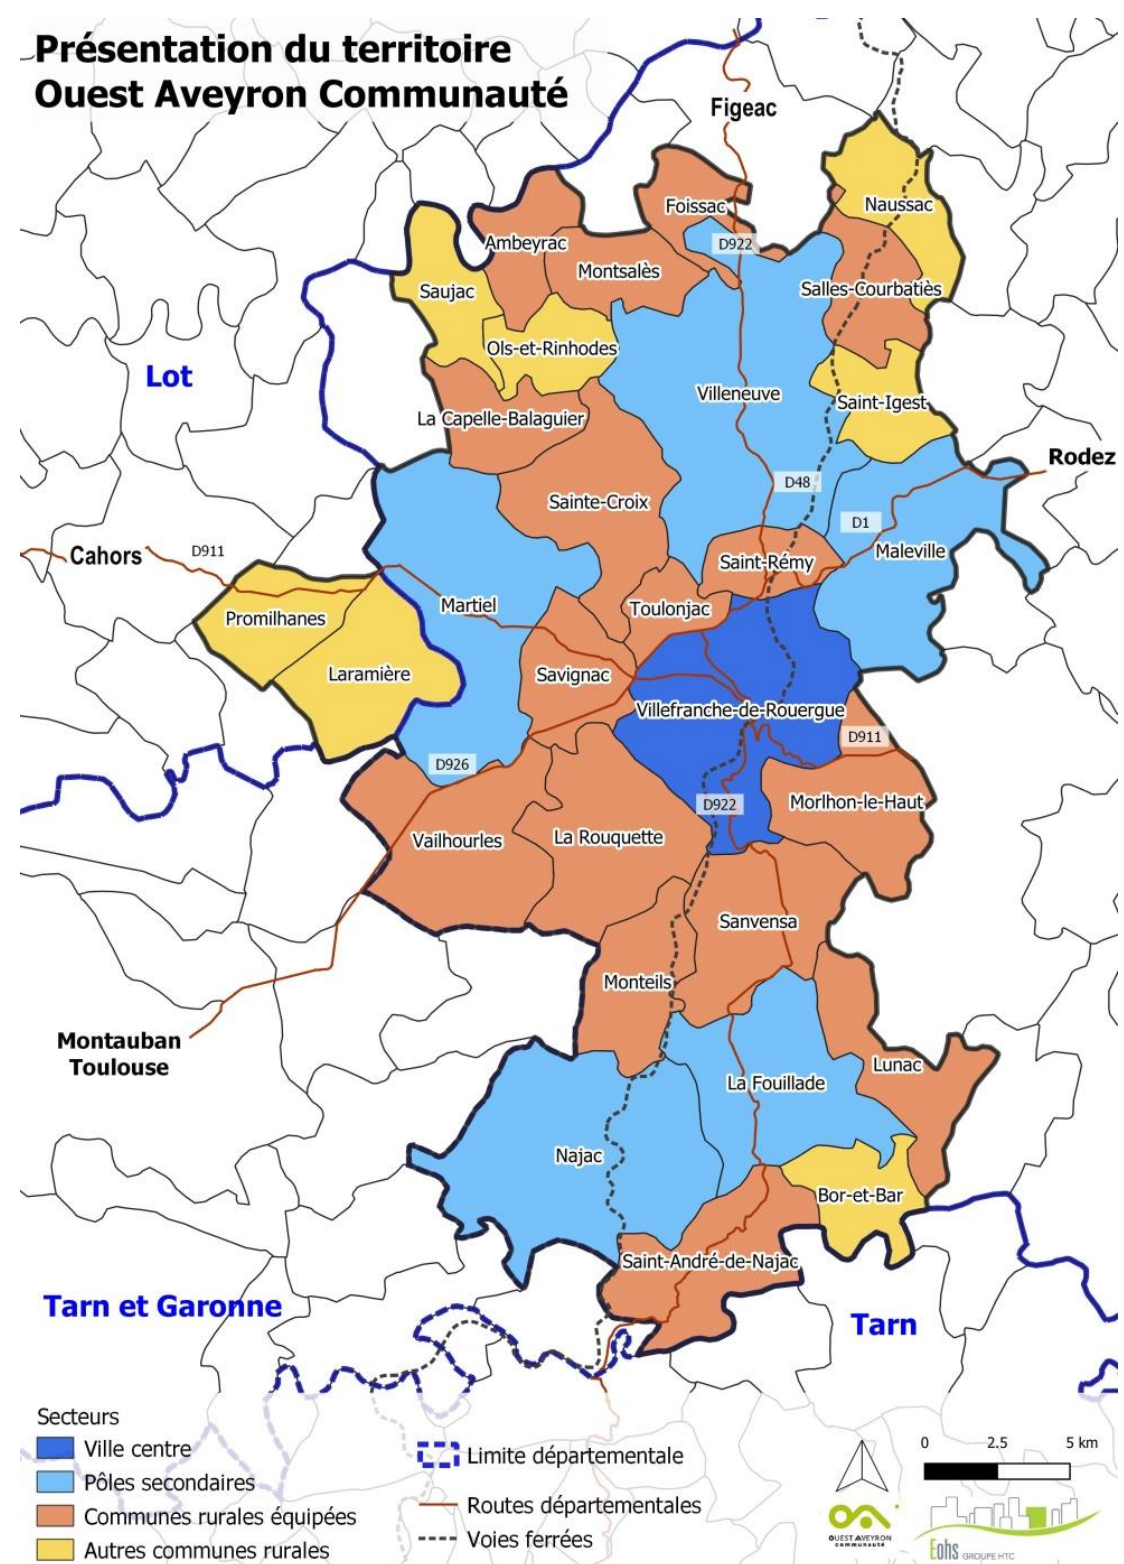 Présentation du territoire
Ouest Aveyron Communauté
Figeac
Naussac
Foissac
Ambeyrac
D922
Montsalès
Salles-Courbatiès
Saujac
Ols-et-Rinhodes
Lot
Villeneuve
Saint-Igest
La Capelle-Balaguier
Rodez
D48
Sainte-Croix
D1
Cahors
D911
Maleville
Saint-Rémy
Promilhanes
Martiel
Toulonjac
Laramière
Savignac
Villefranche-de-Rouergue
D911
D926
D922
Morlhon-le-Haut
Vailhourles
La Rouquette
Sanvensa
Monteils
Montauban
Toulouse
Lunac
La Fouillade
Najac
Bor-et-Bar
Saint-André-de-Najac
Tarn et Garonne
Tarn
Secteurs
Ville centre
Pôles secondaires
Communes rurales équipées
Autres communes rurales
Limite départementale
Routes départementales
Voies ferrées
0 2.5 5 km
OUEST AVEYRON
communauté
Eohs GROUPE HTC